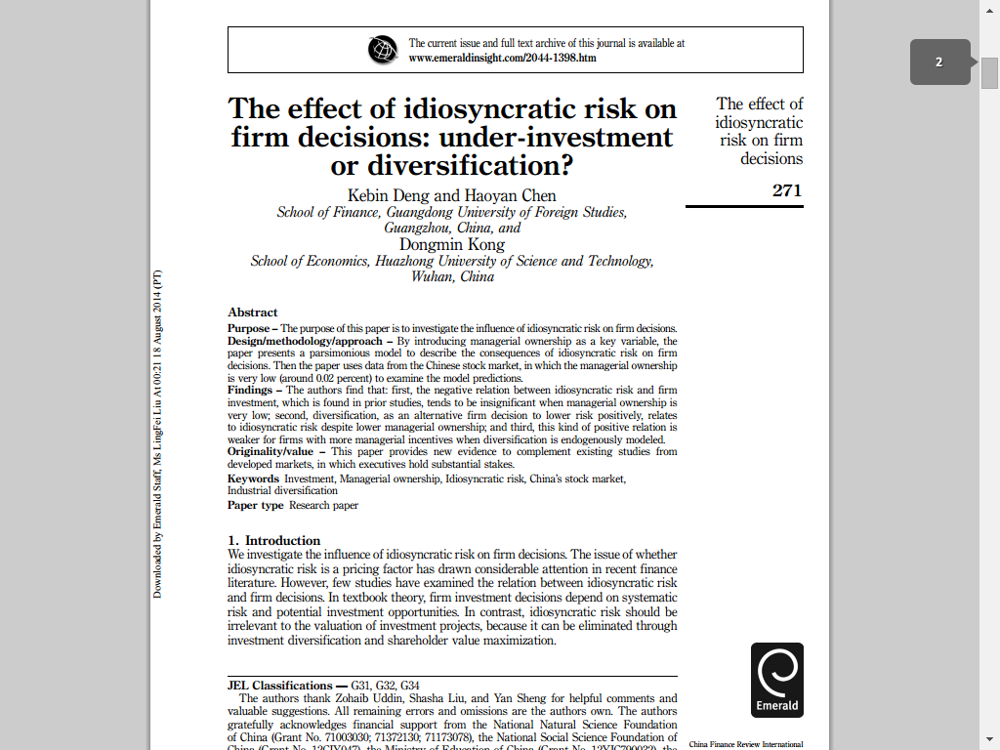 The current issue and full text archive of this journal is available at
www.emeraldinsight.com/2044-1398.htm
The effect of idiosyncratic risk on
firm decisions: under-investment
or diversification?
Kebin Deng and Haoyan Chen
School of Finance, Guangdong University of Foreign Studies,
Guangzhou, China, and
Dongmin Kong
School of Economics, Huazhong University of Science and Technology,
Wuhan, China
The effect of
idiosyncratic
risk on firm
decisions
271
2
Abstract
Purpose – The purpose of this paper is to investigate the influence of idiosyncratic risk on firm decisions.
Design/methodology/approach – By introducing managerial ownership as a key variable, the
paper presents a parsimonious model to describe the consequences of idiosyncratic risk on firm
decisions. Then the paper uses data from the Chinese stock market, in which the managerial ownership
is very low (around 0.02 percent) to examine the model predictions.
Findings – The authors find that: first, the negative relation between idiosyncratic risk and firm
investment, which is found in prior studies, tends to be insignificant when managerial ownership is
very low; second, diversification, as an alternative firm decision to lower risk positively, relates
to idiosyncratic risk despite lower managerial ownership; and third, this kind of positive relation is
weaker for firms with more managerial incentives when diversification is endogenously modeled.
Originality/value – This paper provides new evidence to complement existing studies from
developed markets, in which executives hold substantial stakes.
Keywords Investment, Managerial ownership, Idiosyncratic risk, China's stock market,
Industrial diversification
Paper type Research paper
1. Introduction
We investigate the influence of idiosyncratic risk on firm decisions. The issue of whether
idiosyncratic risk is a pricing factor has drawn considerable attention in recent finance
literature. However, few studies have examined the relation between idiosyncratic risk
and firm decisions. In textbook theory, firm investment decisions depend on systematic
risk and potential investment opportunities. In contrast, idiosyncratic risk should be
irrelevant to the valuation of investment projects, because it can be eliminated through
investment diversification and shareholder value maximization.
JEL Classifications — G31, G32, G34
The authors thank Zohaib Uddin, Shasha Liu, and Yan Sheng for helpful comments and
valuable suggestions. All remaining errors and omissions are the authors own. The authors
gratefully acknowledges financial support from the National Natural Science Foundation
of China (Grant No. 71003030; 71372130; 71173078), the National Social Science Foundation of
China (Grant No. 12CJY047), the Ministry of Education of China (Grant No. 12YJC790033), the
Emerald
China Finance Review International
Downloaded by Emerald Staff, Ms LingFei Liu At 00:21 18 August 2014 (PT)